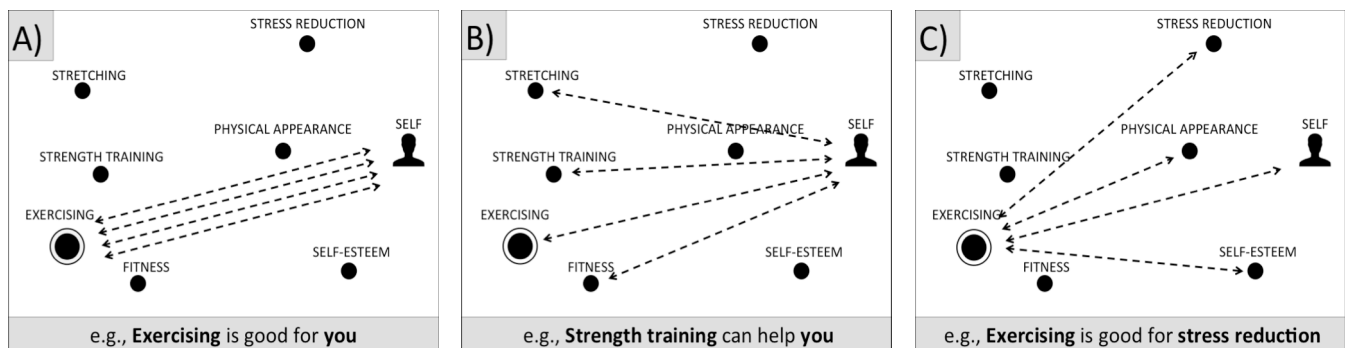 A)
STRESS REDUCTION
STRETCHING
SELF
PHYSICAL APPEARANCE
STRENGTH TRAINING
EXERCISING
SELF-ESTEEM
FITNESS
e.g., Exercising is good for you
B)
STRESS REDUCTION
STRETCHING
SELF
PHYSICAL APPEARANCE
STRENGTH TRAINING
EXERCISING
SELF-ESTEEM
FITNESS
e.g., Strength training can help you
C)
STRESS REDUCTION
STRETCHING
SELF
PHYSICAL APPEARANCE
STRENGTH TRAINING
EXERCISING
SELF-ESTEEM
FITNESS
e.g., Exercising is good for stress reduction